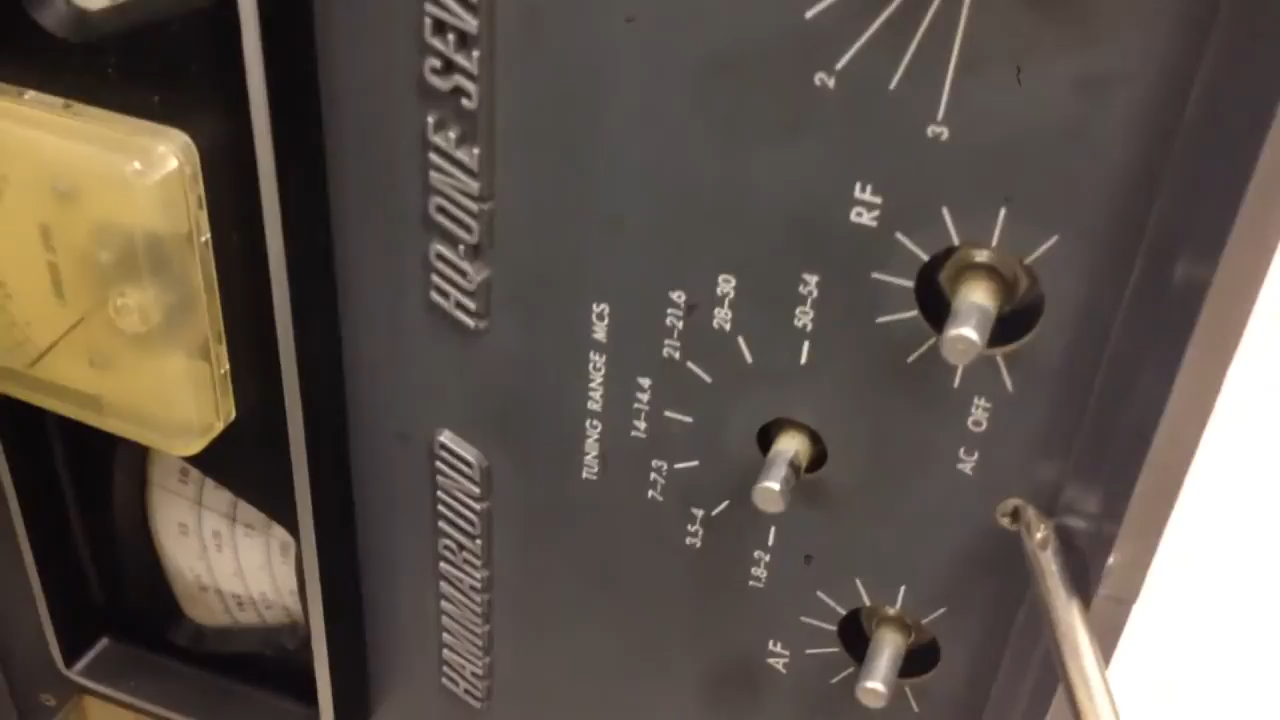 HAMMARLUND HQ-ONE SEV
TUNING RANGE MCS
1.8-2
3.5-4
7-7.3
14-14.4
21-21.6
28-30
50-54
AF
RF
AC OFF
2
3